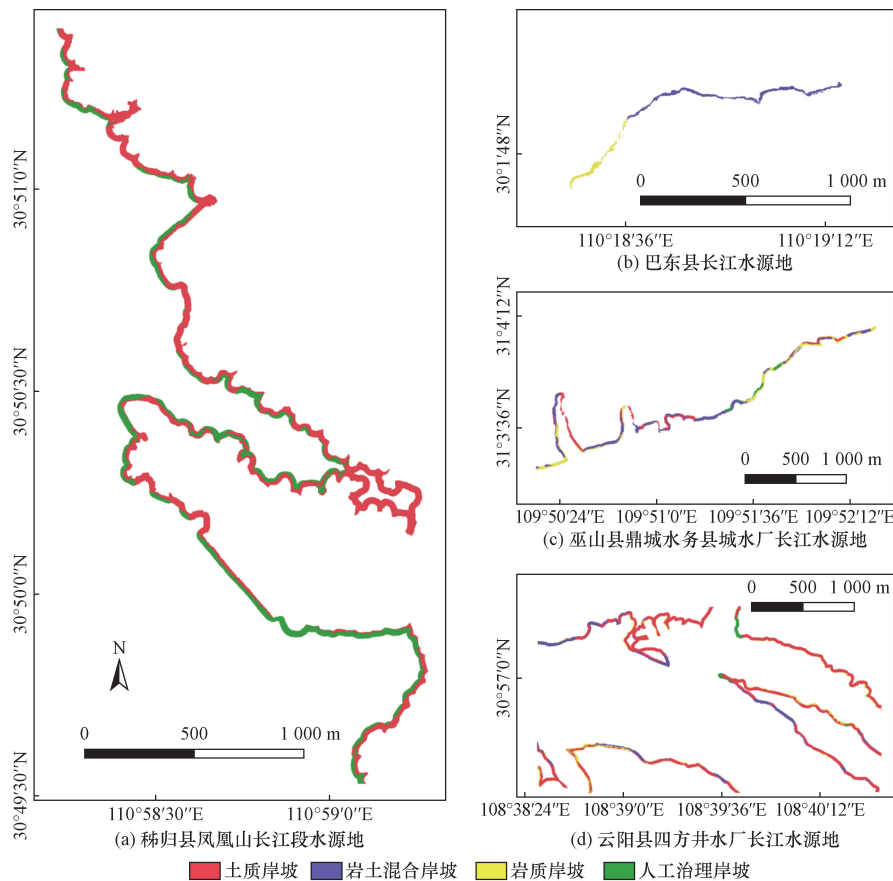 30°51′0″N
30°50′30″N
30°50′0″N
30°49′30″N
N
0 500 1 000 m
110°58′30″E 110°59′0″E
(a) 秭归县凤凰山长江段水源地
30°1′48″N
0 500 1 000 m
110°18′36″E 110°19′12″E
(b) 巴东县长江水源地
31°4′12″N
31°3′36″N
0 500 1 000 m
109°50′24″E 109°51′0″E 109°51′36″E 109°52′12″E
(c) 巫山县鼎城水务县城水厂长江水源地
0 500 1 000 m
30°57′0″N
108°38′24″E 108°39′0″E 108°39′36″E 108°40′12″E
(d) 云阳县四方井水厂长江水源地
土质岸坡 岩土混合岸坡 岩质岸坡 人工治理岸坡